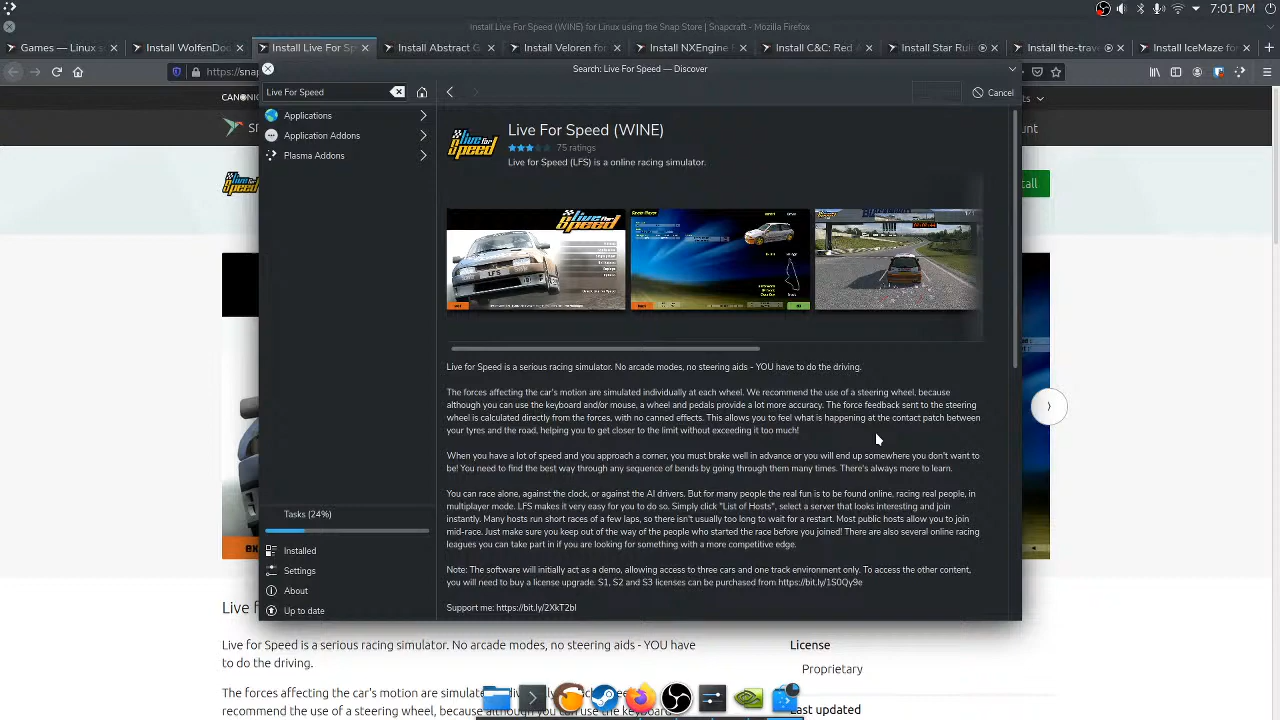 7:01 PM
Install Live For Speed (WINE) for Linux using the Snap Store | Snapcraft - Mozilla Firefox
Games — Linux s
Install WolfenDoo
Install Live For Sp
Install Abstract G
Install Veloren for
Install NXEngine
Install C&C: Red A
Install Star Rule
Install the-trave
Install IceMaze for
https://snap
Search: Live For Speed — Discover
Live For Speed
Cancel
Applications
Application Addons
Plasma Addons
Live For Speed (WINE)
75 ratings
Live for Speed (LFS) is a online racing simulator.
Live for Speed is a serious racing simulator. No arcade modes, no steering aids - YOU have to do the driving.
The forces affecting the car's motion are simulated individually at each wheel. We recommend the use of a steering wheel, because
although you can use the keyboard and/or mouse, a wheel and pedals provide a lot more accuracy. The force feedback sent to the steering
wheel is calculated directly from the forces, with no canned effects. This allows you to feel what is happening at the contact patch between
your tyres and the road, helping you to get closer to the limit without exceeding it too much!
When you have a lot of speed and you approach a corner, you must brake well in advance or you will end up somewhere you don't want to
be! You need to find the best way through any sequence of bends by going through them many times. There's always more to learn.
You can race alone, against the clock, or against the AI drivers. But for many people the real fun is to be found online, racing real people, in
multiplayer mode. LFS makes it very easy for you to do so. Simply click "List of Hosts", select a server that looks interesting and join
instantly. Many hosts run short races of a few laps, so there isn't usually too long to wait for a restart. Most public hosts allow you to join
mid-race. Just make sure you keep out of the way of the people who started the race before you joined! There are also several online racing
leagues you can take part in if you are looking for something with a more competitive edge.
Note: The software will initially act as a demo, allowing access to three cars and one track environment only. To access the other content,
you will need to buy a license upgrade. S1, S2 and S3 licenses can be purchased from https://bit.ly/1S0Qy9e
Support me: https://bit.ly/2XkT2bl
Tasks (24%)
Installed
Settings
About
Up to date
Live f
Live for Speed is a serious racing simulator. No arcade modes, no steering aids - YOU have
to do the driving.
The forces affecting the car's motion are simulate
recommend the use of a steering wheel, because
License
Proprietary
Last updated